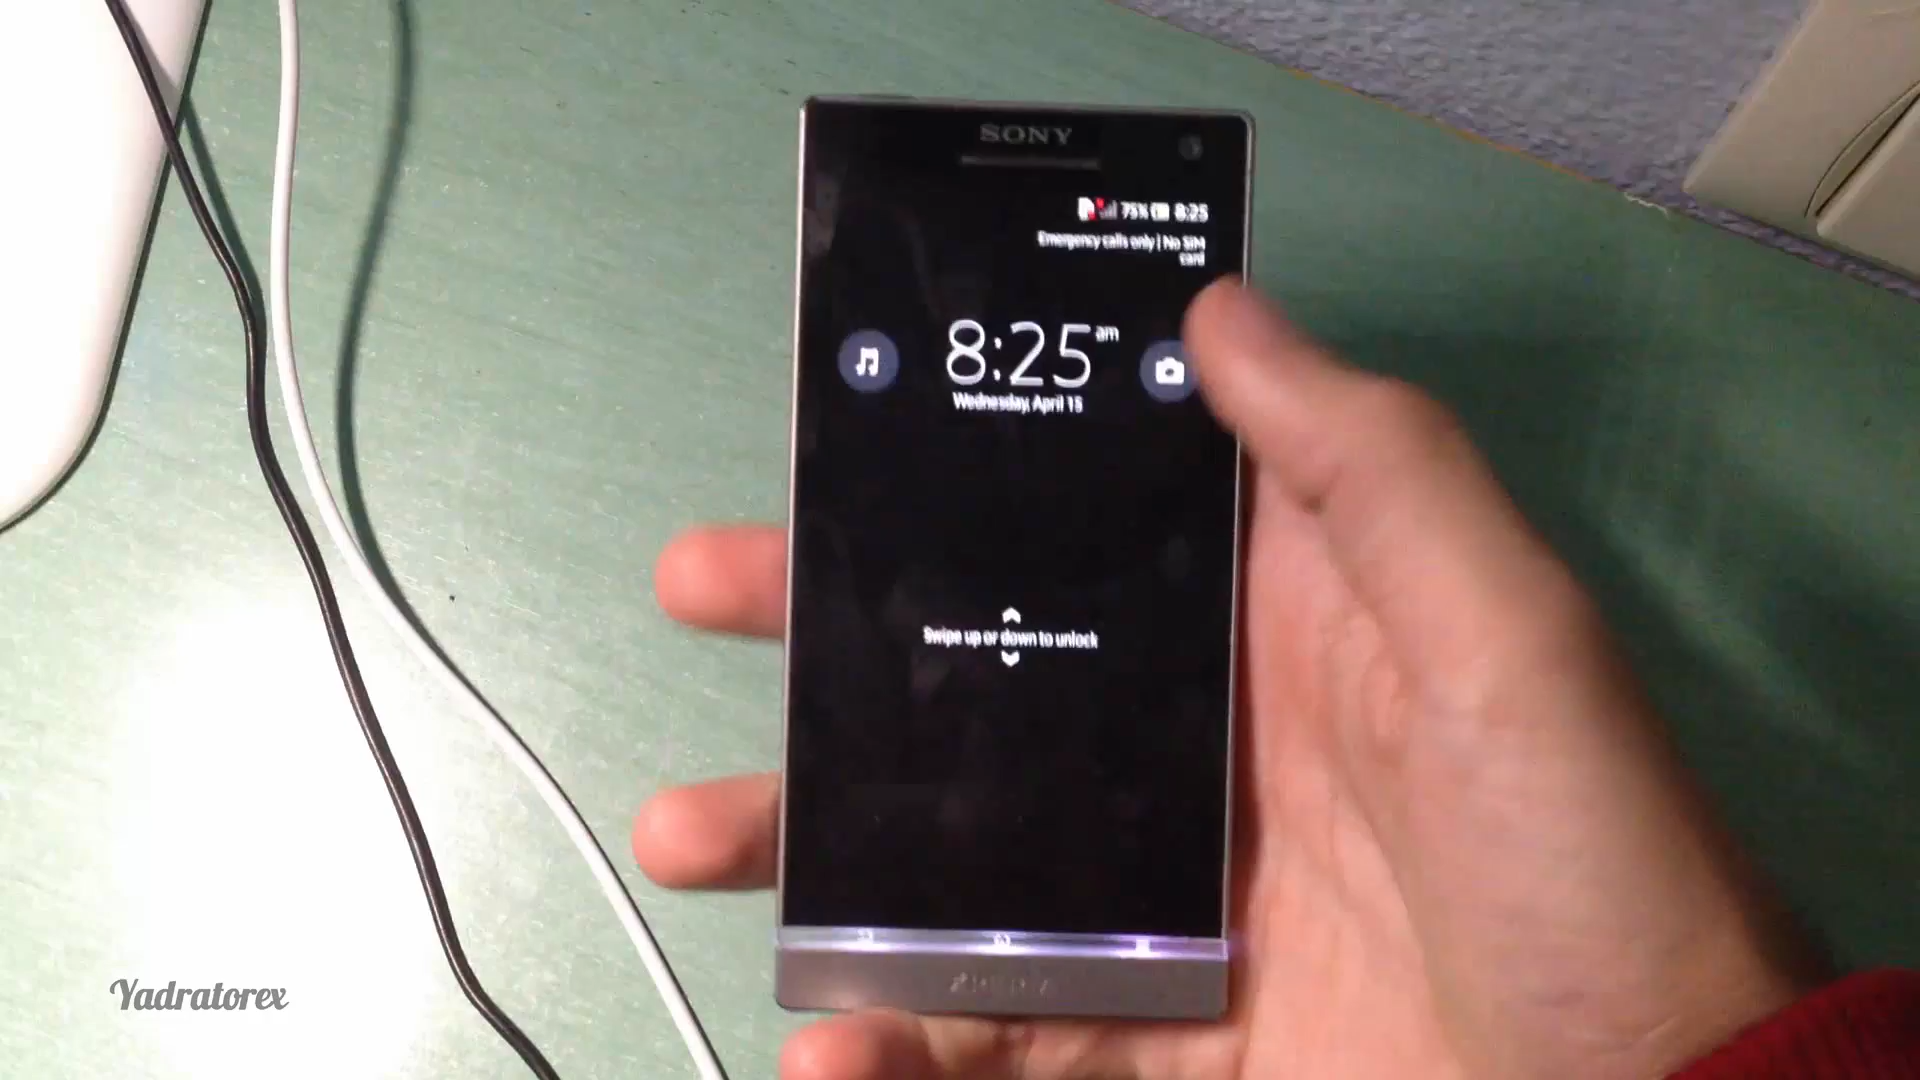 SONY
75% 8:25
Emergency calls only | No SIM
card
8:25 am
Wednesday, April 15
Swipe up or down to unlock
XPERIA
Yadratorex